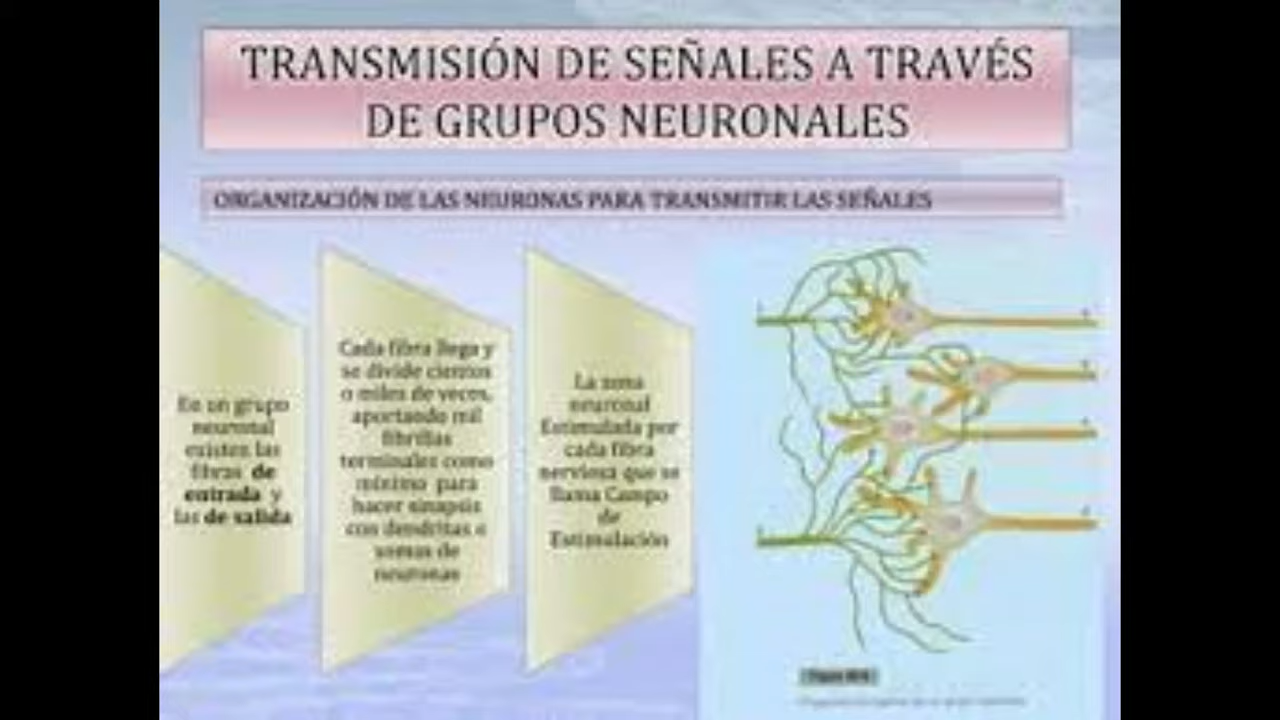 TRANSMISIÓN DE SEÑALES A TRAVÉS
DE GRUPOS NEURONALES
ORGANIZACIÓN DE LAS NEURONAS PARA TRANSMITIR LAS SEÑALES
En un grupo
neuronal
existen las
fibras de
entrada y
las de salida
Cada fibra llega y
se divide cientos
o miles de veces,
aportando mil
fibrillas
terminales como
mínimo para
hacer sinapsis
con dendritas o
somas de
neuronas
La zona
neuronal
Estimulada por
cada fibra
nerviosa que se
llama Campo
de
Estimulación